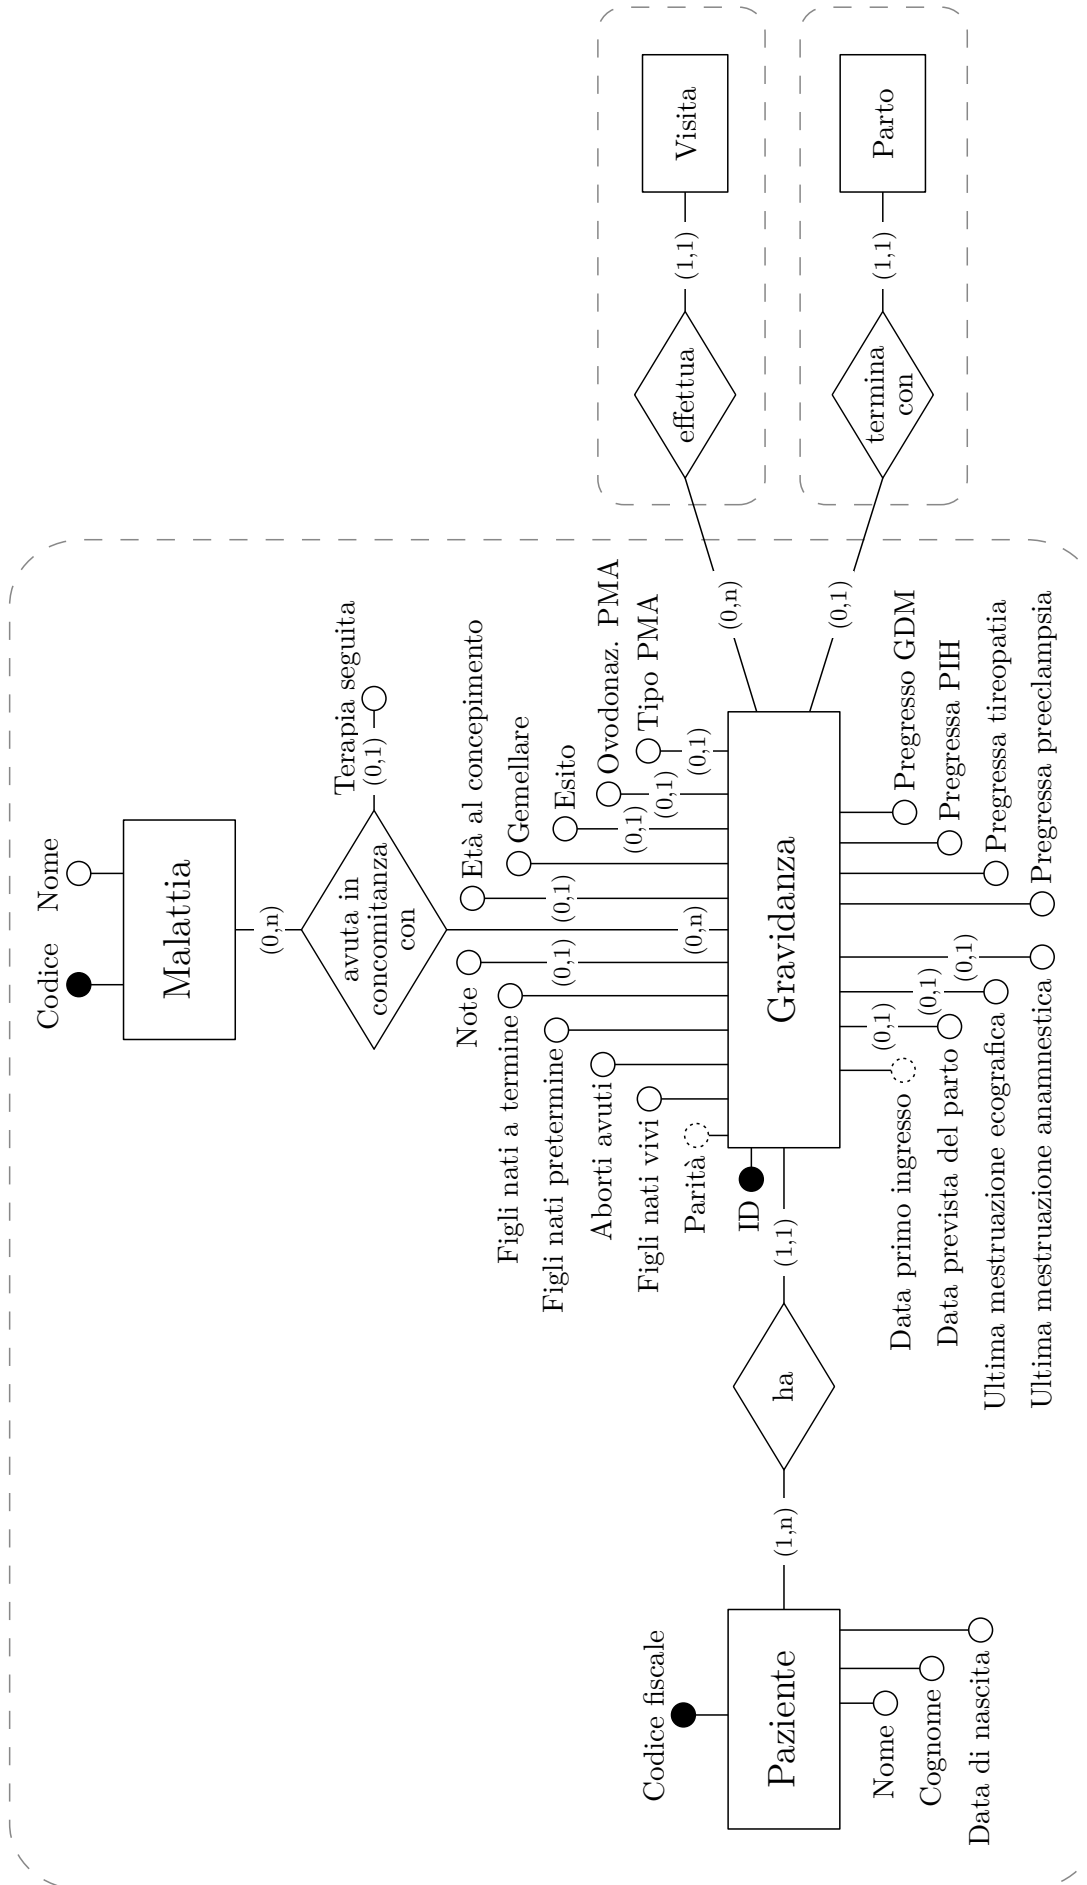 Codice
Nome
Malattia
(0,n)
avuta in
concomitanza
con
(0,1)
Terapia seguita
Età al concepimento
Gemellare
Esito
Ovodonaz. PMA
Tipo PMA
(0,1)
(0,1)
(0,1)
(0,1)
(0,n)
(0,1)
Note
Figli nati a termine
Figli nati pretermine
Aborti avuti
Figli nati vivi
Parità
ID
Gravidanza
(0,n)
effettua
(1,1)
Visita
(0,1)
termina
con
(1,1)
Parto
Codice fiscale
Paziente
Nome
Cognome
Data di nascita
(1,n)
ha
(1,1)
(0,1)
(0,1)
(0,1)
Data primo ingresso
Data prevista del parto
Ultima mestruazione ecografica
Ultima mestruazione anamnestica
Pregresso GDM
Pregressa PIH
Pregressa tireopatia
Pregressa preeclampsia